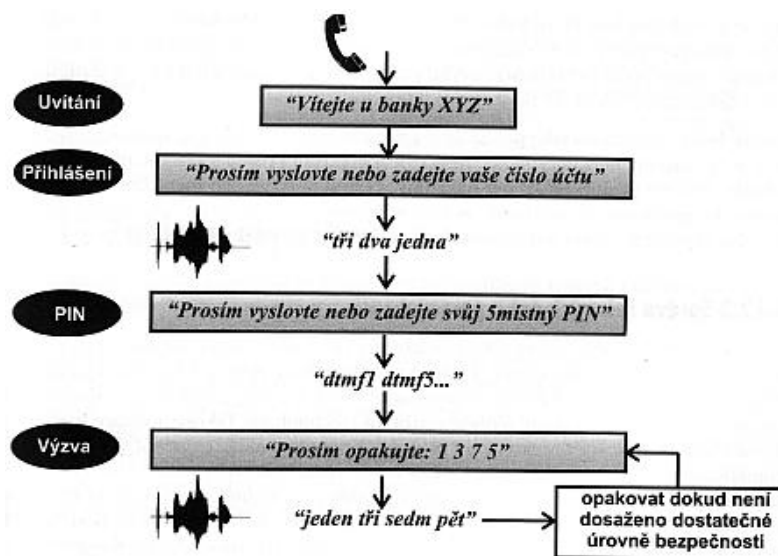 Uvítání
“Vítejte u banky XYZ”
Přihlášení
“Prosím vyslovte nebo zadejte vaše číslo účtu”
“tři dva jedna”
PIN
“Prosím vyslovte nebo zadejte svůj 5místný PIN”
“dtmf1 dtmf5...”
Výzva
“Prosím opakujte: 1 3 7 5”
“jeden tři sedm pět”
opakovat dokud není
dosaženo dostatečné
úrovně bezpečnosti